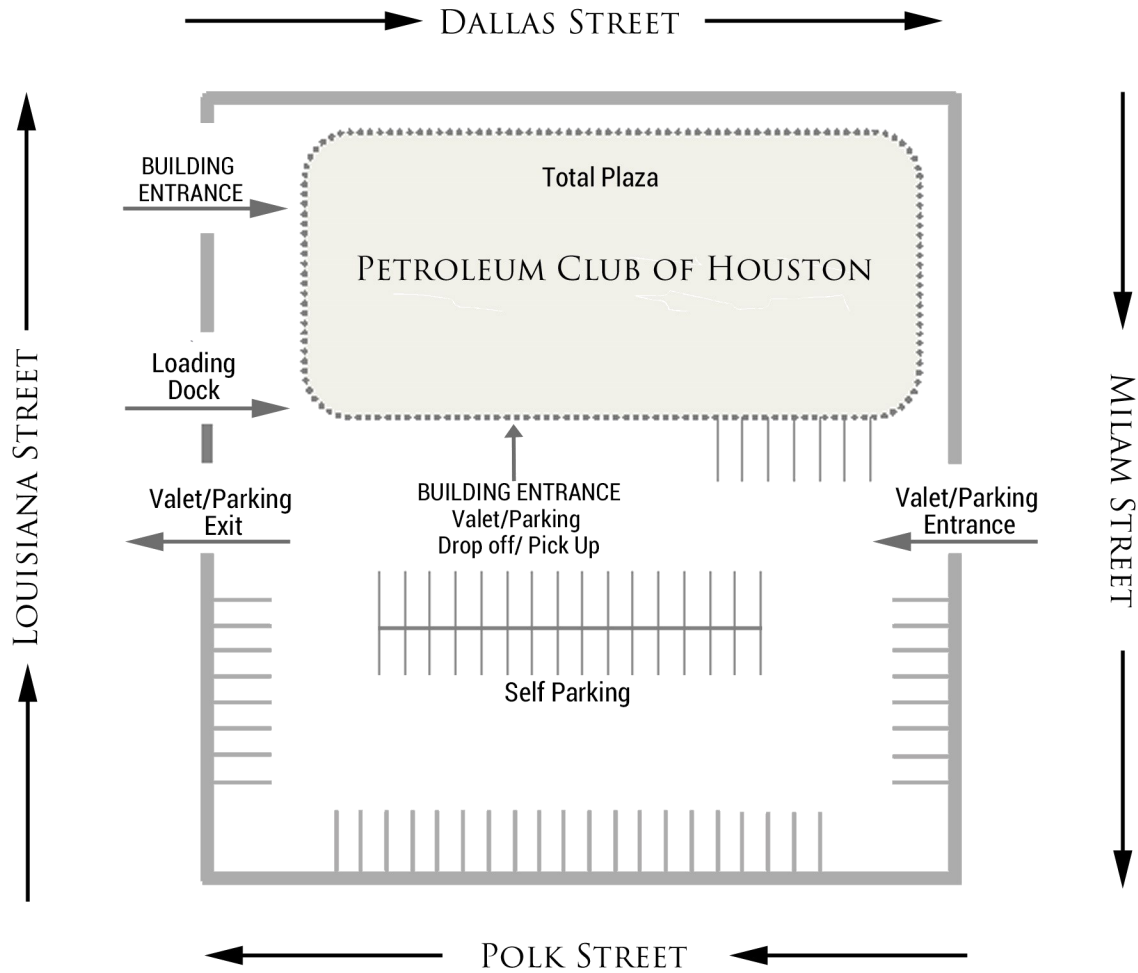 DALLAS STREET
BUILDING
ENTRANCE
Total Plaza
PETROLEUM CLUB OF HOUSTON
Loading
Dock
LOUISIANA STREET
MILAM STREET
Valet/Parking
Exit
BUILDING ENTRANCE
Valet/Parking
Drop off/ Pick Up
Valet/Parking
Entrance
Self Parking
POLK STREET